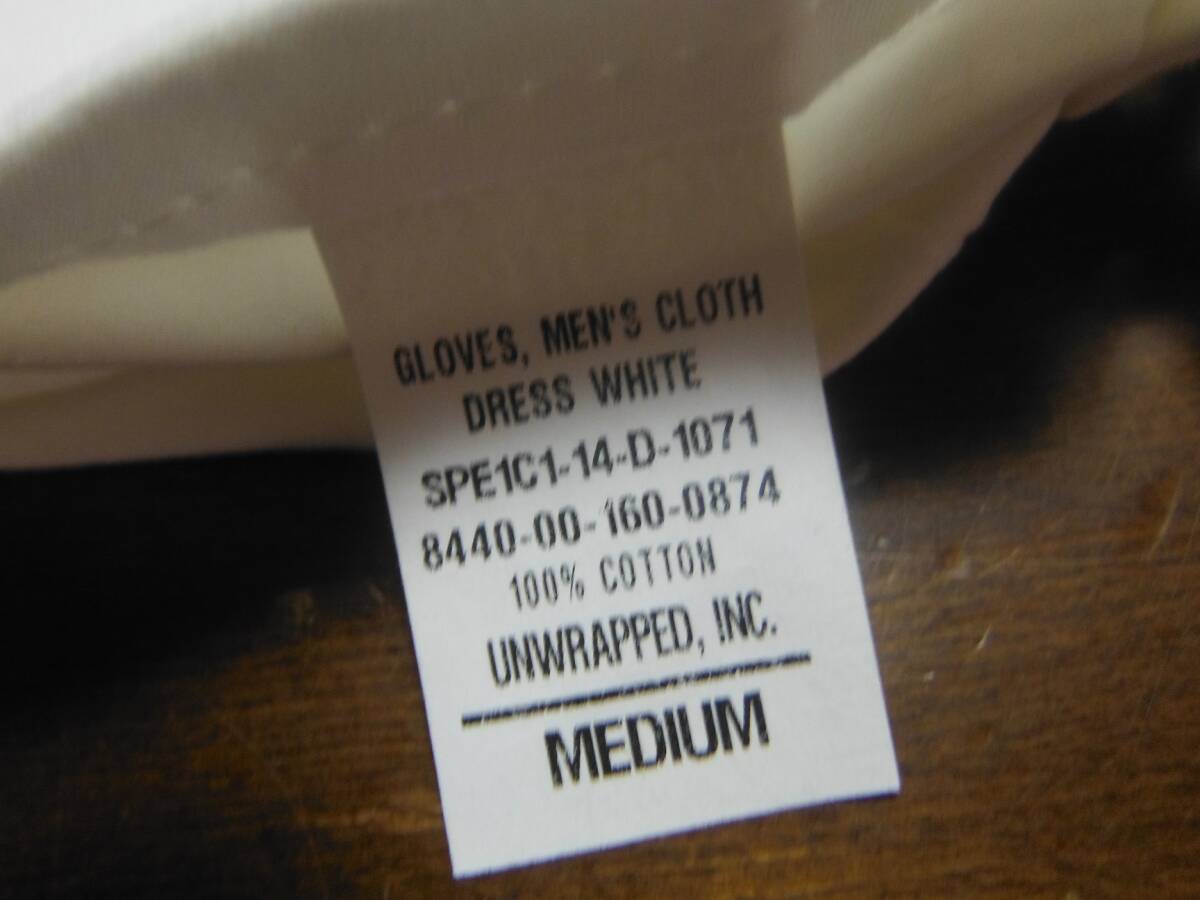 GLOVES, MEN'S CLOTH
DRESS WHITE
SPE1C1-14-D-1071
8440-00-160-0874
100% COTTON
UNWRAPPED, INC.
MEDIUM